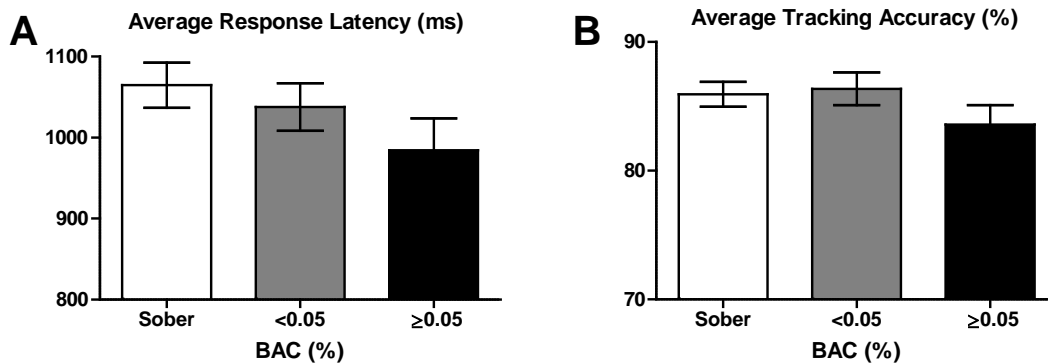 A
Average Response Latency (ms)
1100
1000
900
800
Sober
<0.05
≥0.05
BAC (%)
B
Average Tracking Accuracy (%)
90
80
70
Sober
<0.05
≥0.05
BAC (%)